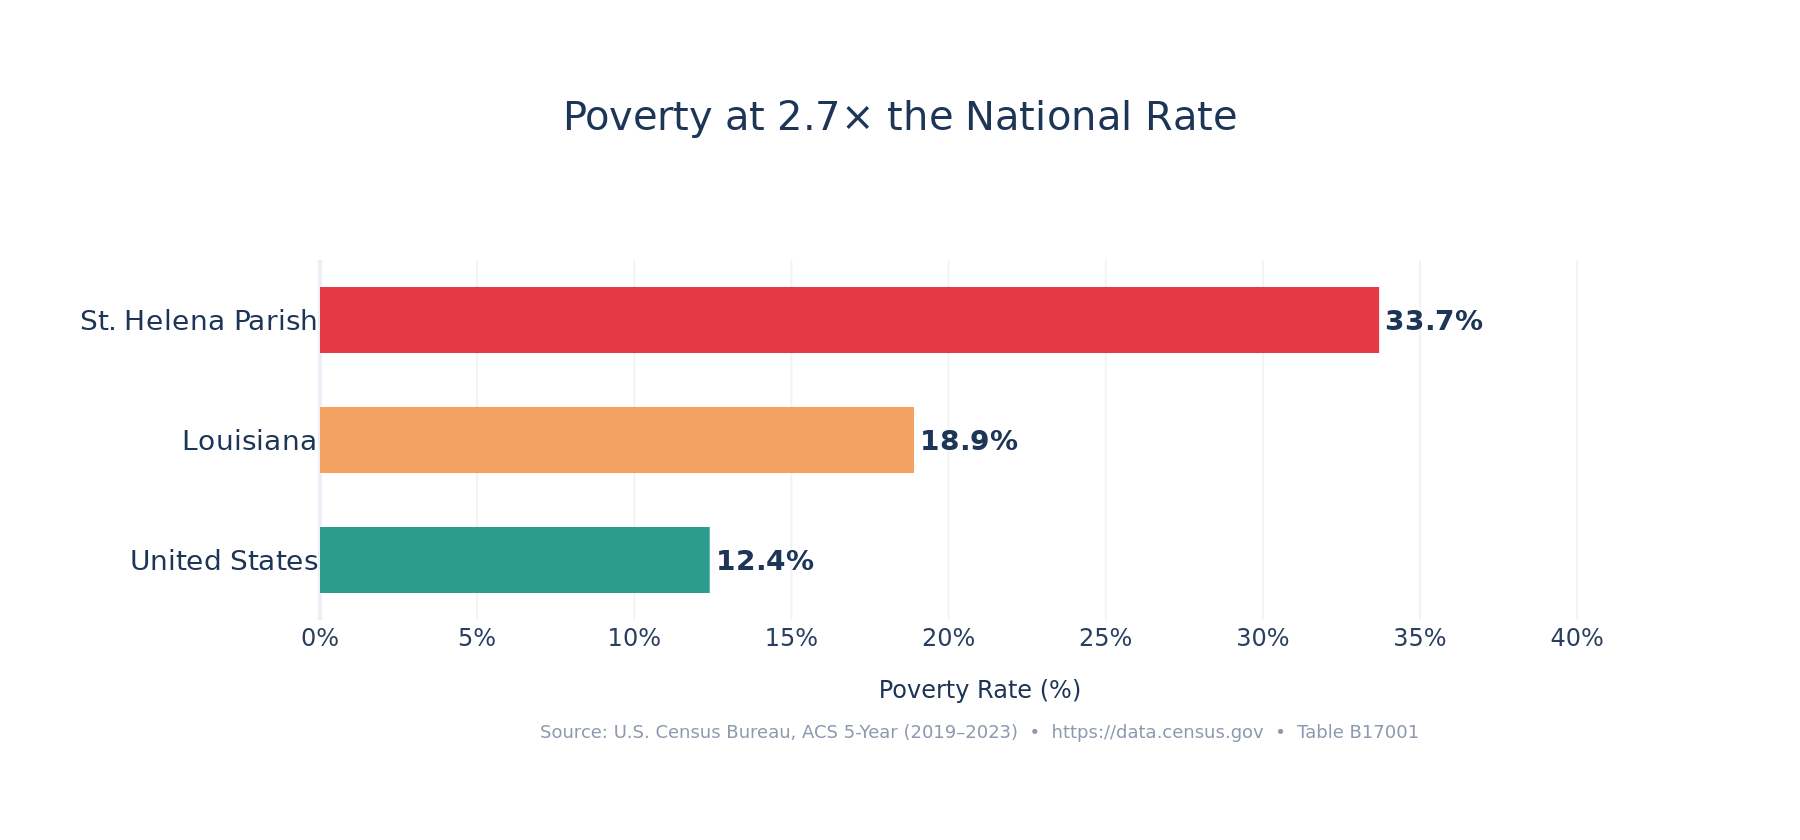 Poverty at 2.7× the National Rate
St. Helena Parish 33.7%
Louisiana 18.9%
United States 12.4%
0% 5% 10% 15% 20% 25% 30% 35% 40%
Poverty Rate (%)
Source: U.S. Census Bureau, ACS 5-Year (2019–2023) • https://data.census.gov • Table B17001